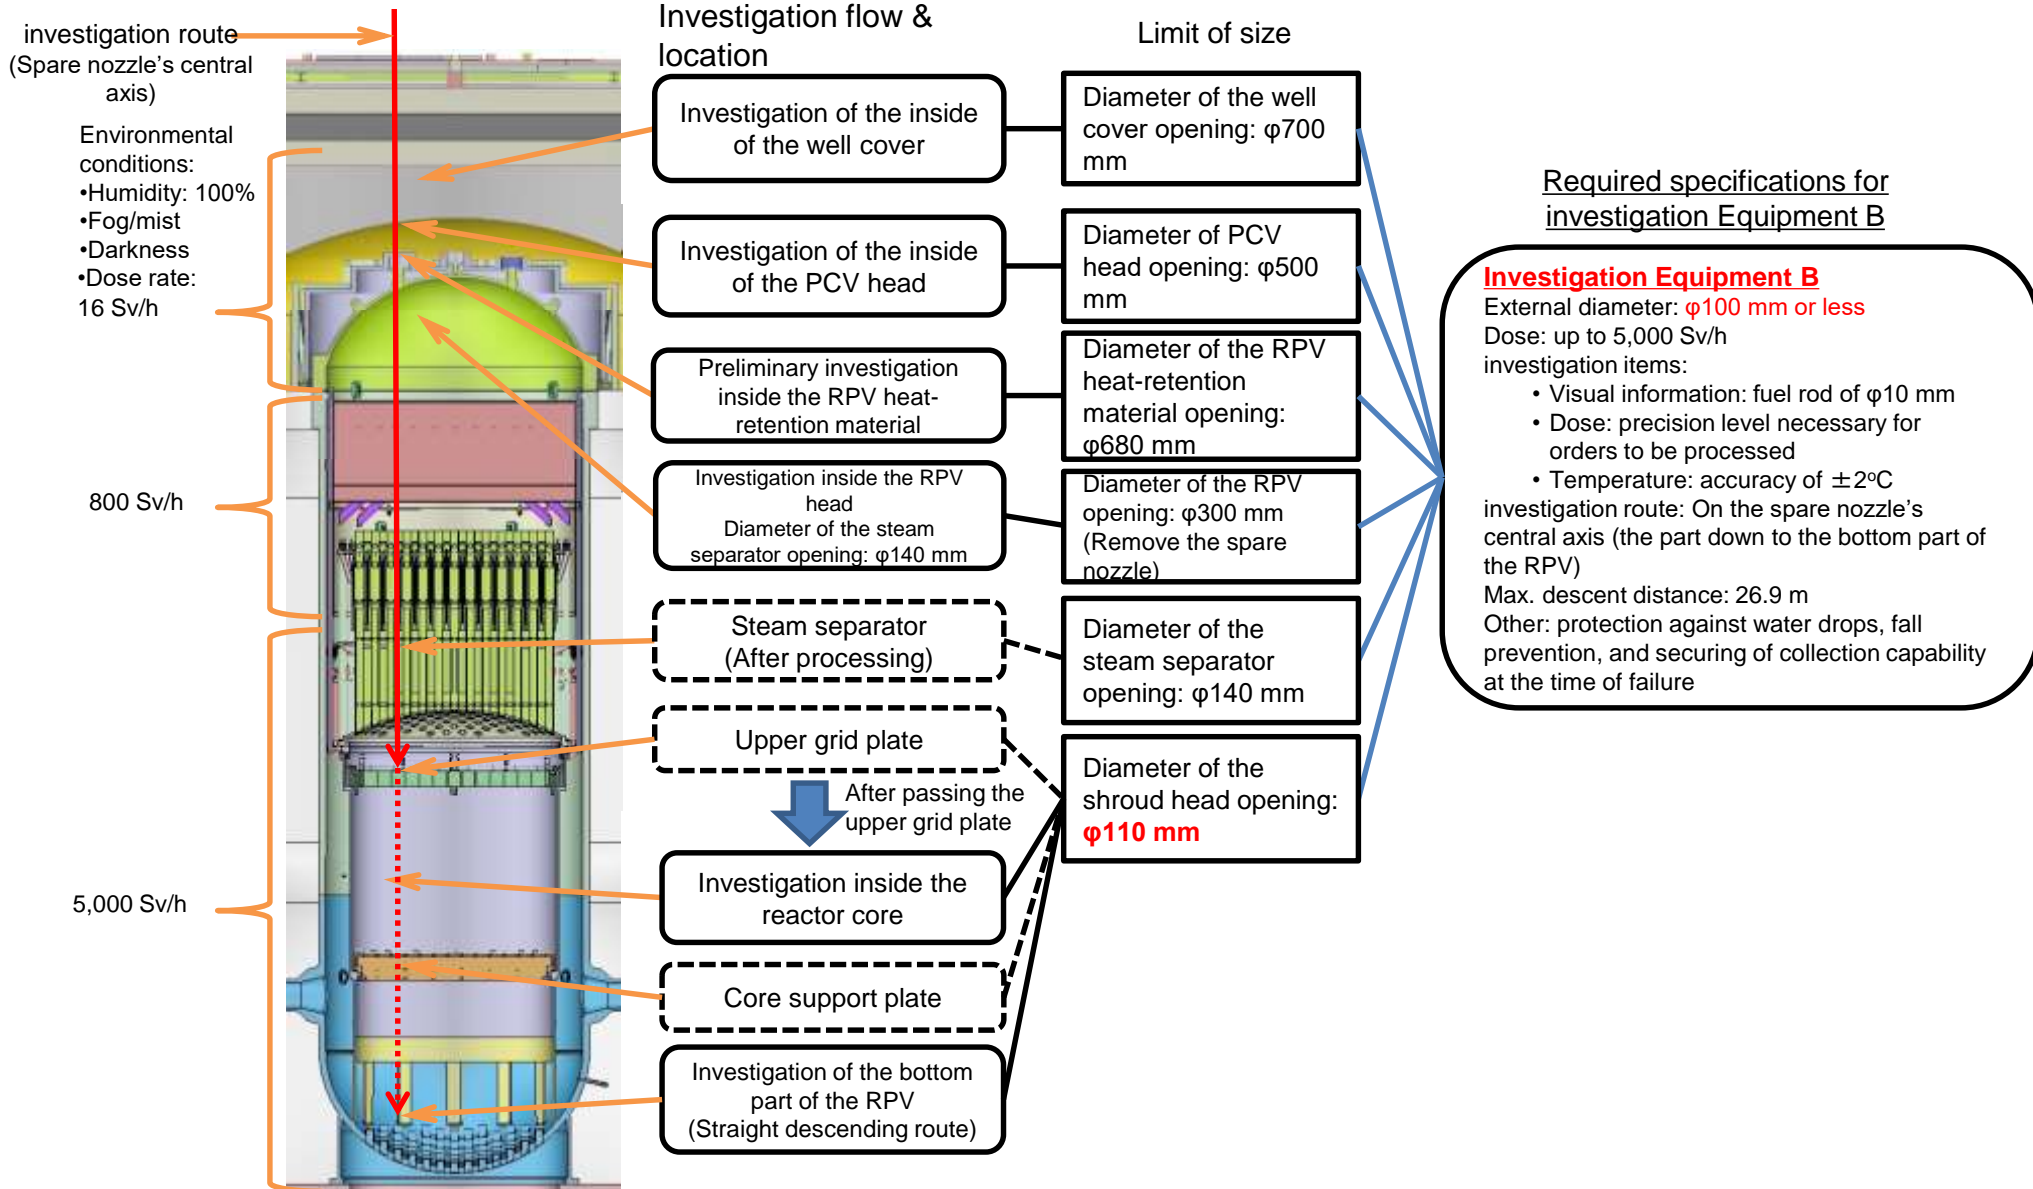 investigation route
(Spare nozzle's central
axis)
Environmental
conditions:
•Humidity: 100%
•Fog/mist
•Darkness
•Dose rate:
16 Sv/h
800 Sv/h
5,000 Sv/h
Investigation flow &
location
Investigation of the inside
of the well cover
Investigation of the inside
of the PCV head
Preliminary investigation
inside the RPV heat-
retention material
Investigation inside the RPV
head
Diameter of the steam
separator opening: φ140 mm
Steam separator
(After processing)
Upper grid plate
After passing the
upper grid plate
Investigation inside the
reactor core
Core support plate
Investigation of the bottom
part of the RPV
(Straight descending route)
Limit of size
Diameter of the well
cover opening: φ700
mm
Diameter of PCV
head opening: φ500
mm
Diameter of the RPV
heat-retention
material opening:
φ680 mm
Diameter of the RPV
opening: φ300 mm
(Remove the spare
nozzle)
Diameter of the
steam separator
opening: φ140 mm
Diameter of the
shroud head opening:
φ110 mm
Required specifications for
investigation Equipment B
Investigation Equipment B
External diameter: φ100 mm or less
Dose: up to 5,000 Sv/h
investigation items:
• Visual information: fuel rod of φ10 mm
• Dose: precision level necessary for
orders to be processed
• Temperature: accuracy of ±2°C
investigation route: On the spare nozzle's
central axis (the part down to the bottom part of
the RPV)
Max. descent distance: 26.9 m
Other: protection against water drops, fall
prevention, and securing of collection capability
at the time of failure